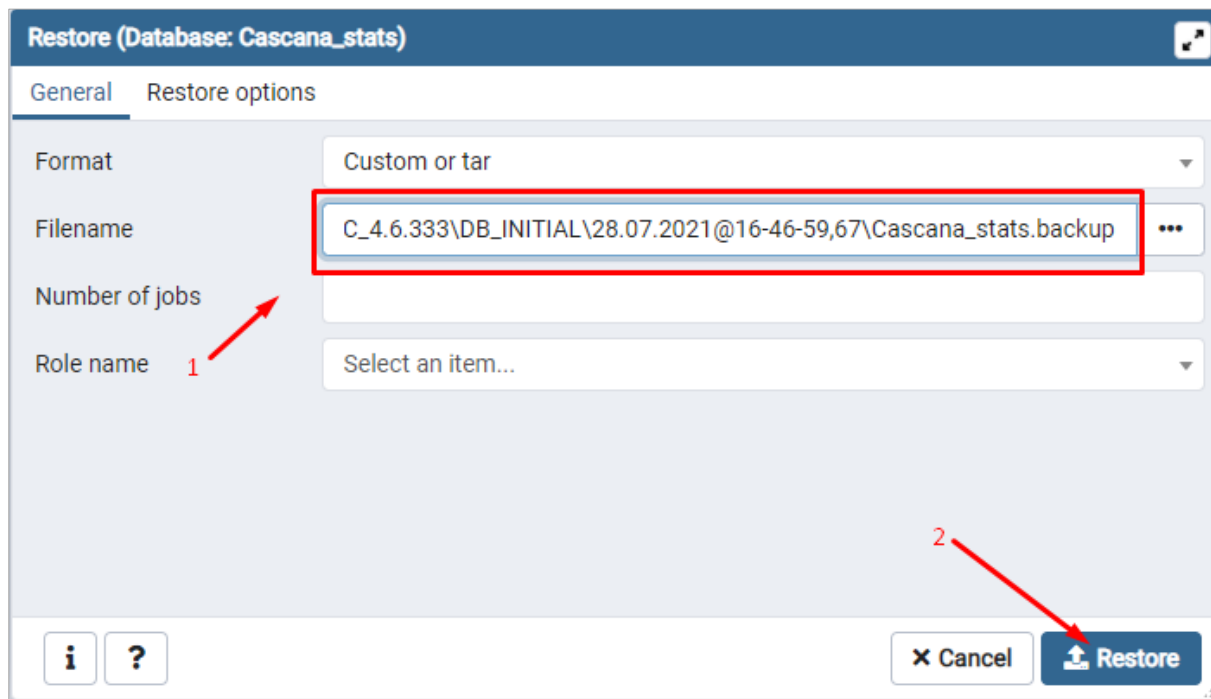 Restore (Database: Cascana_stats)
General Restore options
Format Custom or tar
Filename C_4.6.333\DB_INITIAL\28.07.2021@16-46-59,67\Cascana_stats.backup •••
Number of jobs
1
Role name Select an item...
2
i ? × Cancel Restore